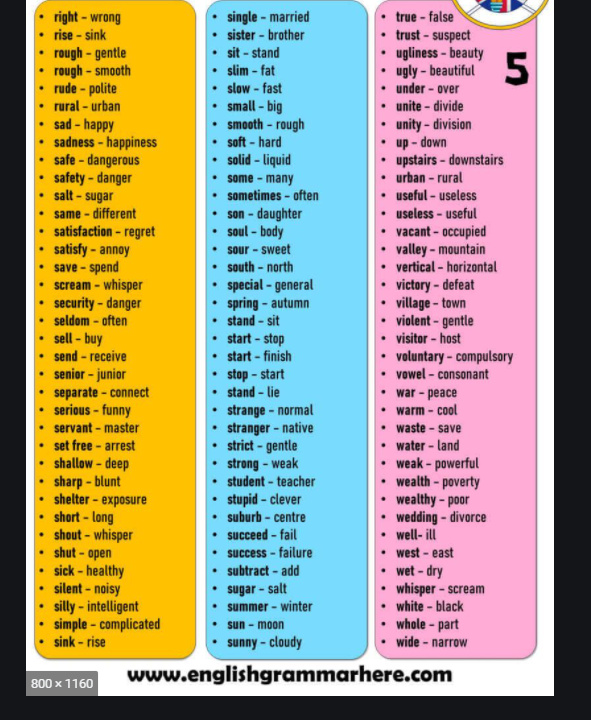 right – wrong
rise – sink
rough – gentle
rough – smooth
rude – polite
rural – urban
sad – happy
sadness – happiness
safe – dangerous
safety – danger
salt – sugar
same – different
satisfaction – regret
satisfy – annoy
save – spend
scream – whisper
security – danger
seldom – often
sell – buy
send – receive
senior – junior
separate – connect
serious – funny
servant – master
set free – arrest
shallow – deep
sharp – blunt
shelter – exposure
short – long
shout – whisper
shut – open
sick – healthy
silent – noisy
silly – intelligent
simple – complicated
sink – rise
single – married
sister – brother
sit – stand
slim – fat
slow – fast
small – big
smooth – rough
soft – hard
solid – liquid
some – many
sometimes – often
son – daughter
soul – body
sour – sweet
south – north
special – general
spring – autumn
stand – sit
start – stop
start – finish
stop – start
stand – lie
strange – normal
stranger – native
strict – gentle
strong – weak
student – teacher
stupid – clever
suburb – centre
succeed – fail
success – failure
subtract – add
sugar – salt
summer – winter
sun – moon
sunny – cloudy
true – false
trust – suspect
ugliness – beauty
ugly – beautiful
under – over
unite – divide
unity – division
up – down
upstairs – downstairs
urban – rural
useful – useless
useless – useful
vacant – occupied
valley – mountain
vertical – horizontal
victory – defeat
village – town
violent – gentle
visitor – host
voluntary – compulsory
vowel – consonant
war – peace
warm – cool
waste – save
water – land
weak – powerful
wealth – poverty
wealthy – poor
wedding – divorce
well- ill
west – east
wet – dry
whisper – scream
white – black
whole – part
wide – narrow
5
www.englishgrammarhere.com
800 × 1160